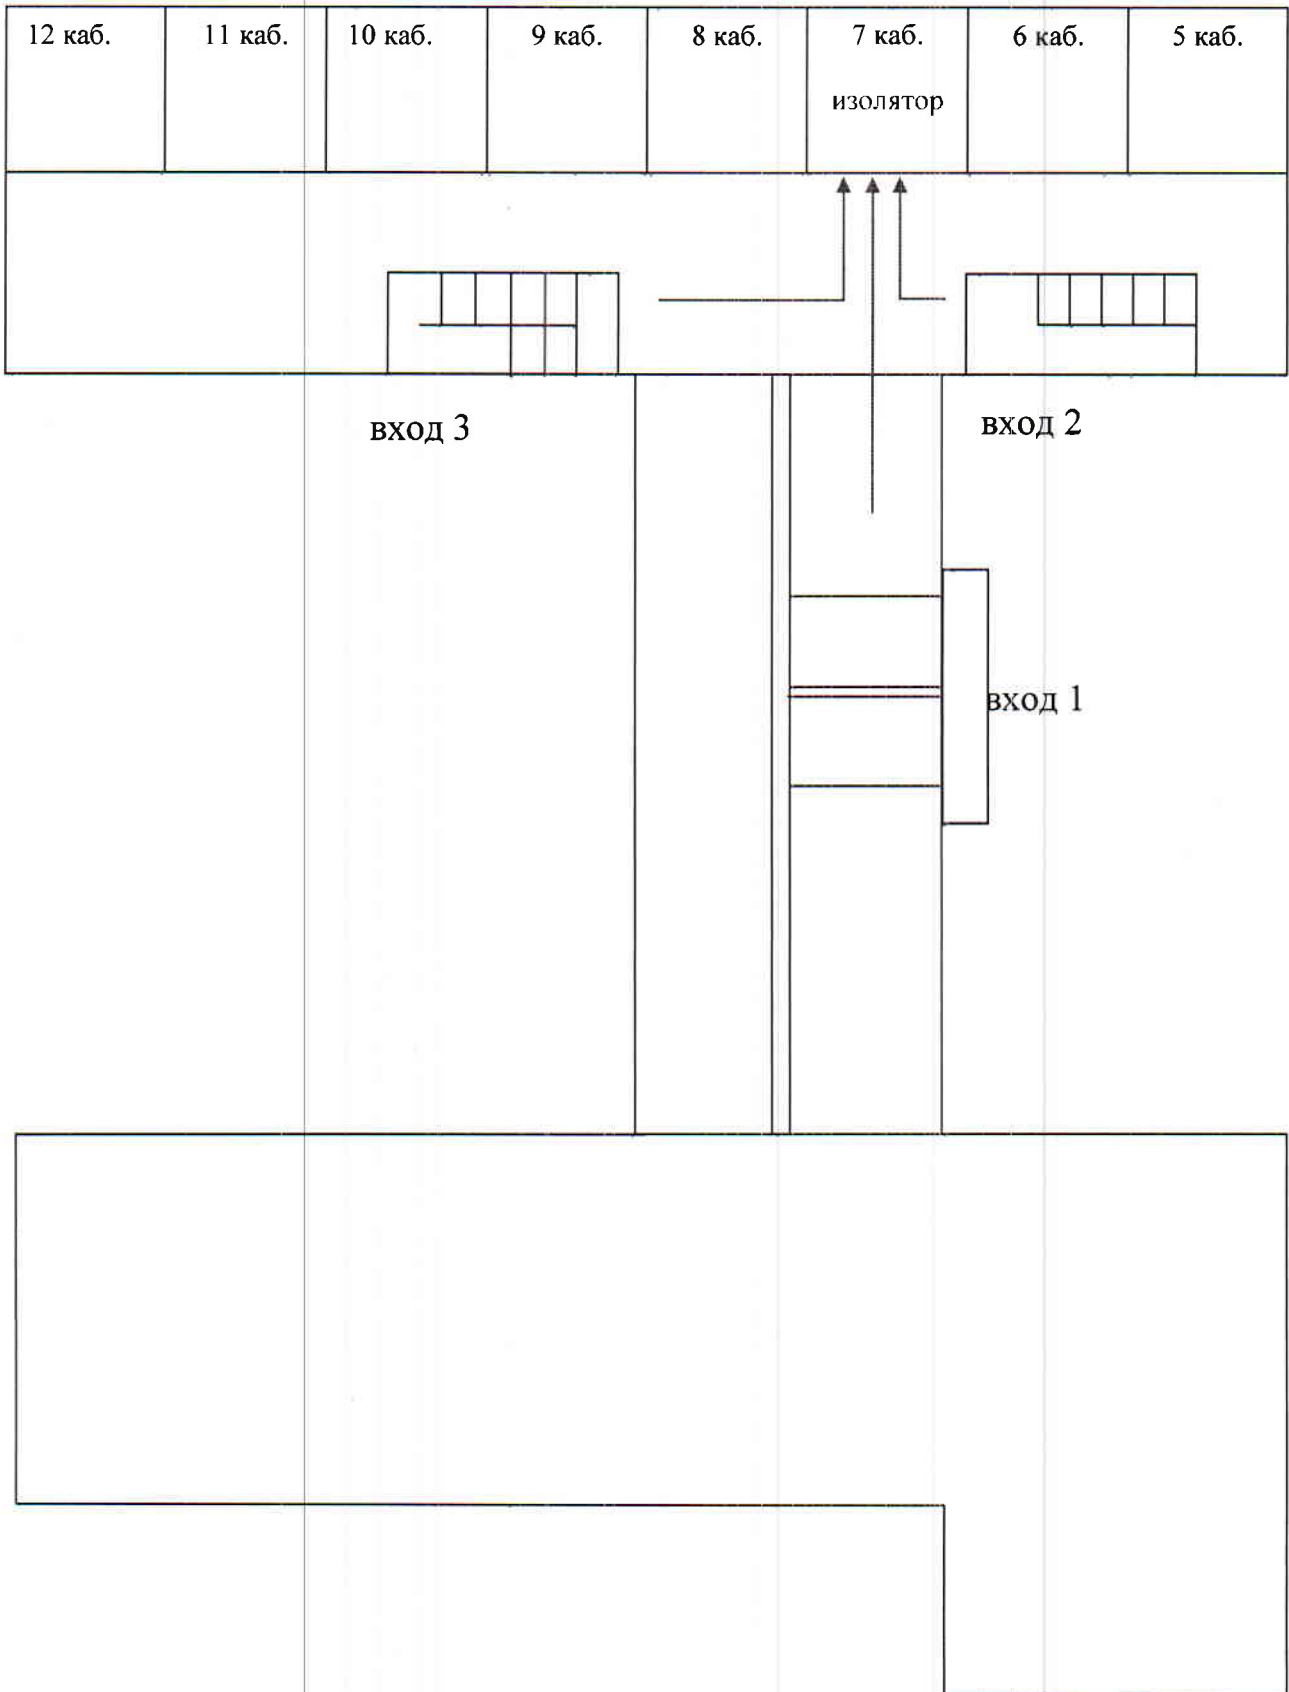 12 каб. 11 каб. 10 каб. 9 каб. 8 каб. 7 каб. 6 каб. 5 каб.
изолятор
вход 3
вход 2
вход 1